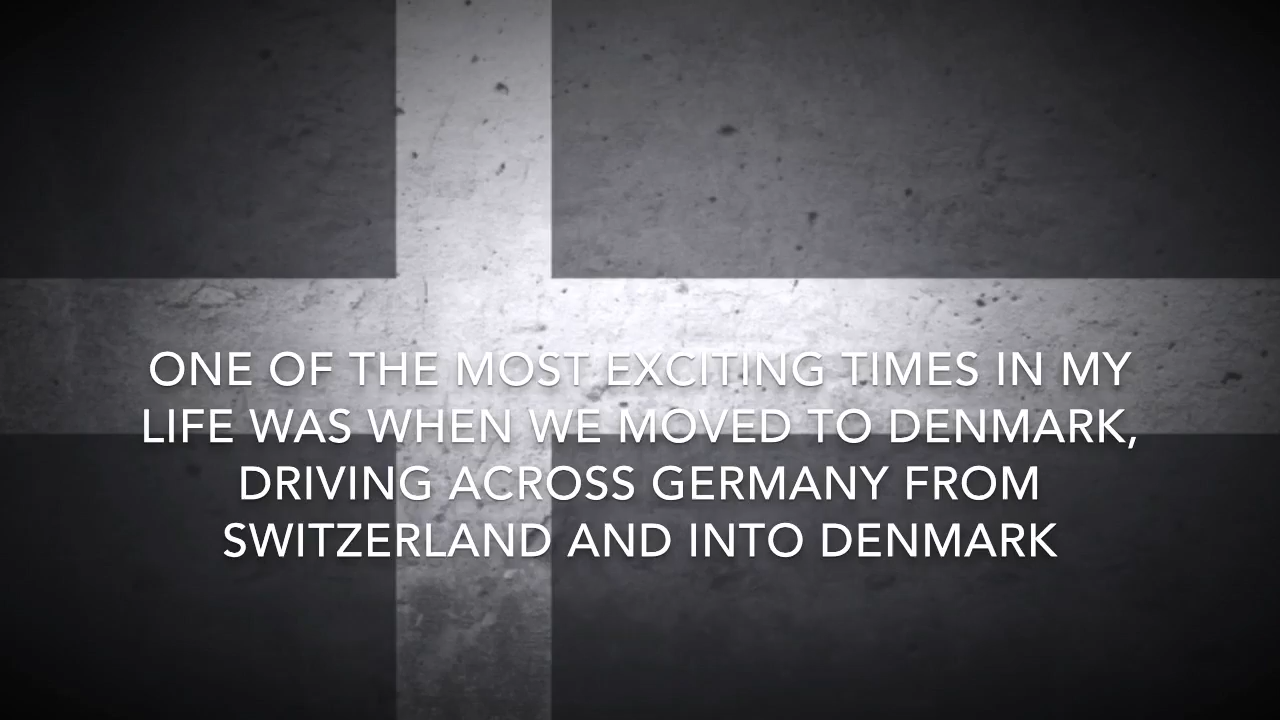 ONE OF THE MOST EXCITING TIMES IN MY
LIFE WAS WHEN WE MOVED TO DENMARK,
DRIVING ACROSS GERMANY FROM
SWITZERLAND AND INTO DENMARK